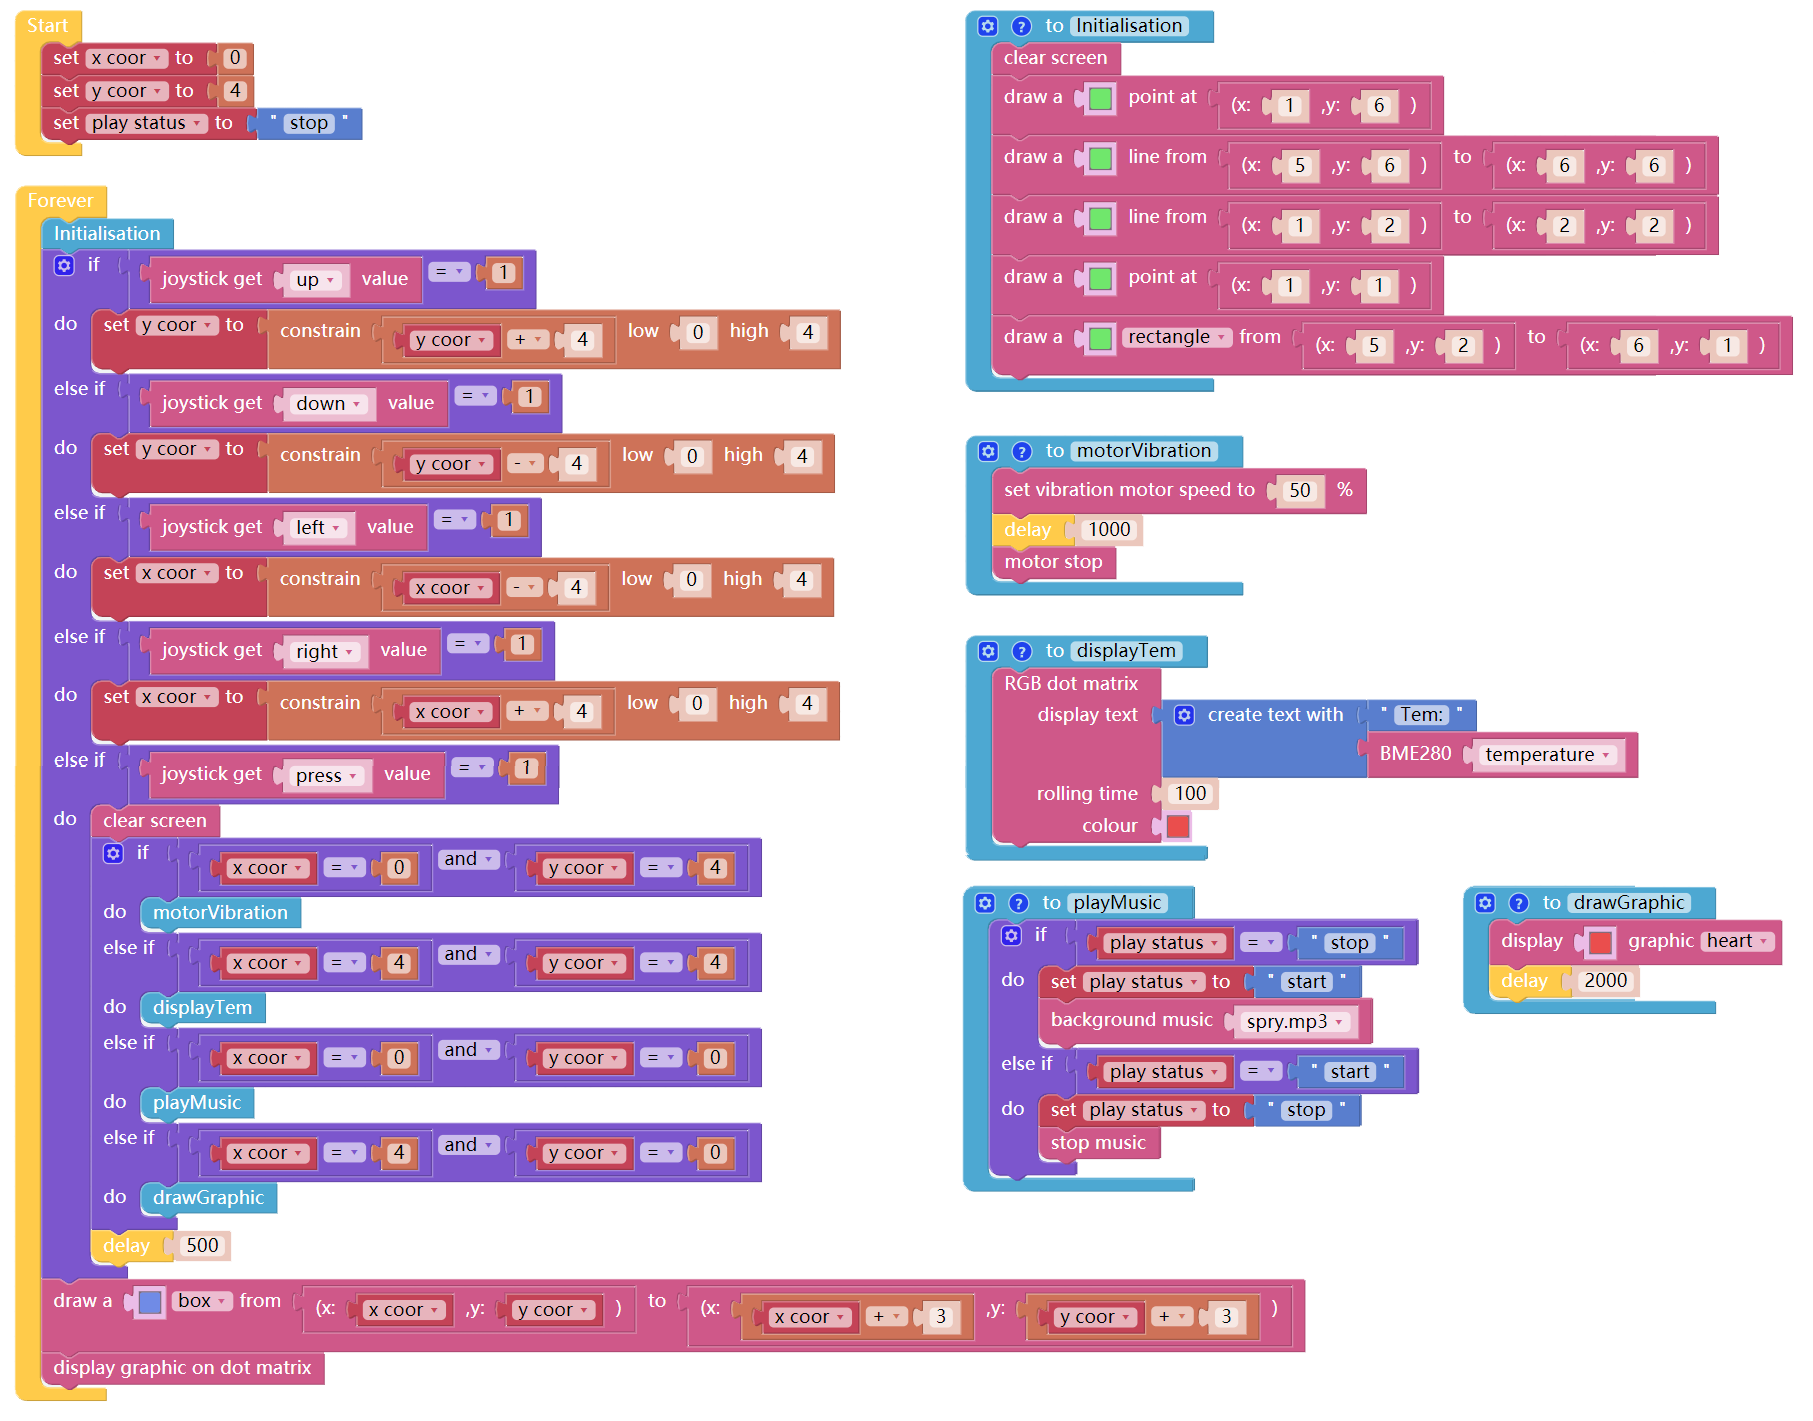 Start
set x coor to 0
set y coor to 4
set play status to " stop "
Forever
Initialisation
if joystick get up value = 1
do set y coor to constrain y coor + 4 low 0 high 4
else if joystick get down value = 1
do set y coor to constrain y coor - 4 low 0 high 4
else if joystick get left value = 1
do set x coor to constrain x coor - 4 low 0 high 4
else if joystick get right value = 1
do set x coor to constrain x coor + 4 low 0 high 4
else if joystick get press value = 1
do clear screen
if x coor = 0 and y coor = 4
do motorVibration
else if x coor = 4 and y coor = 4
do displayTem
else if x coor = 0 and y coor = 0
do playMusic
else if x coor = 4 and y coor = 0
do drawGraphic
delay 500
draw a box from (x: x coor ,y: y coor ) to (x: x coor + 3 ,y: y coor + 3 )
display graphic on dot matrix
? to Initialisation
clear screen
draw a point at (x: 1 ,y: 6 )
draw a line from (x: 5 ,y: 6 ) to (x: 6 ,y: 6 )
draw a line from (x: 1 ,y: 2 ) to (x: 2 ,y: 2 )
draw a point at (x: 1 ,y: 1 )
draw a rectangle from (x: 5 ,y: 2 ) to (x: 6 ,y: 1 )
? to motorVibration
set vibration motor speed to 50 %
delay 1000
motor stop
? to displayTem
RGB dot matrix
display text create text with " Tem: "
BME280 temperature
rolling time 100
colour
? to playMusic
if play status = " stop "
do set play status to " start "
background music spry.mp3
else if play status = " start "
do set play status to " stop "
stop music
? to drawGraphic
display graphic heart
delay 2000